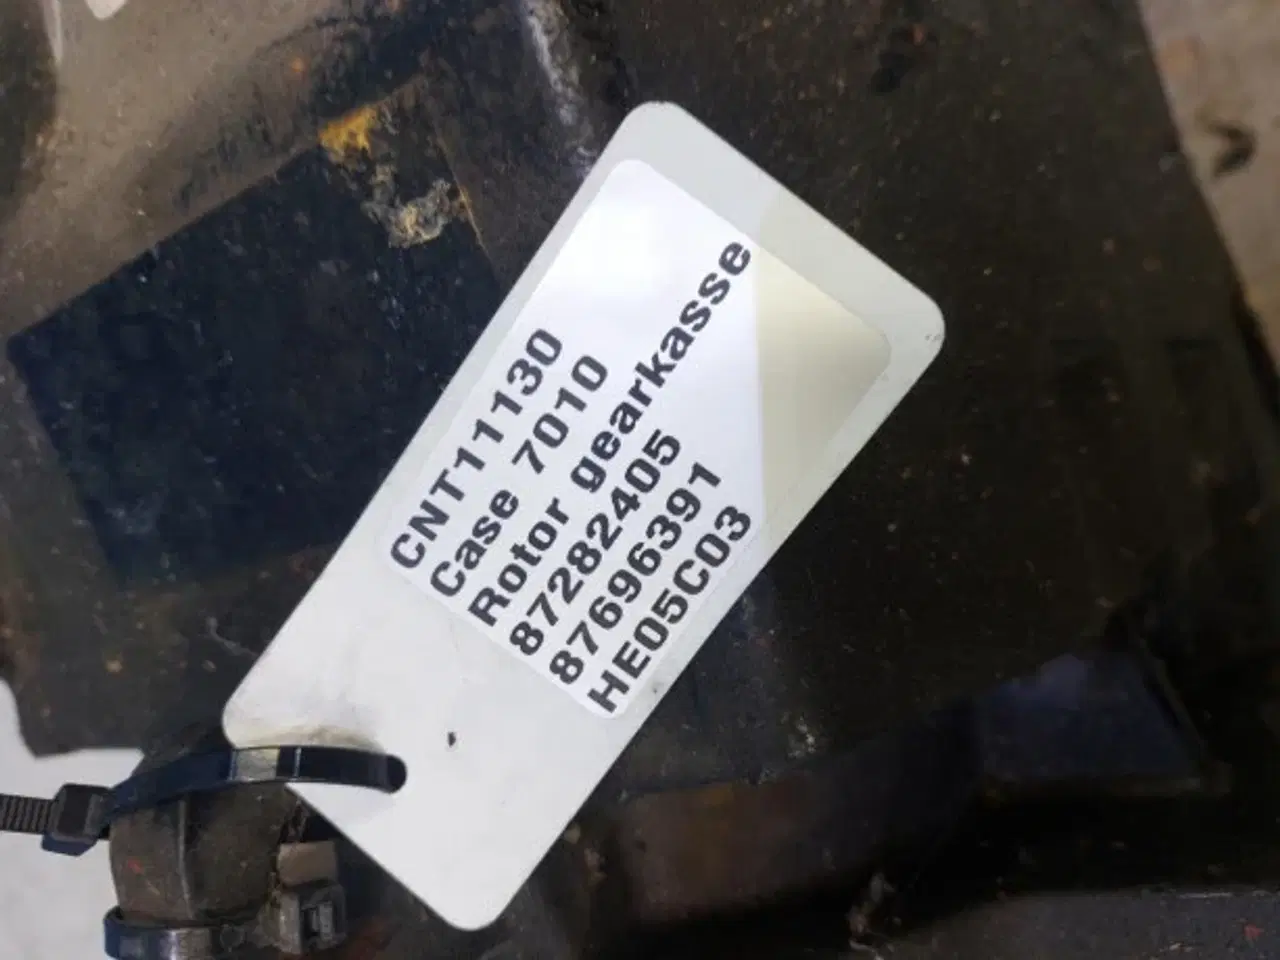 CNT11130
Case 7010
Rotor gearkasse
87282405
87696391
HE05C03